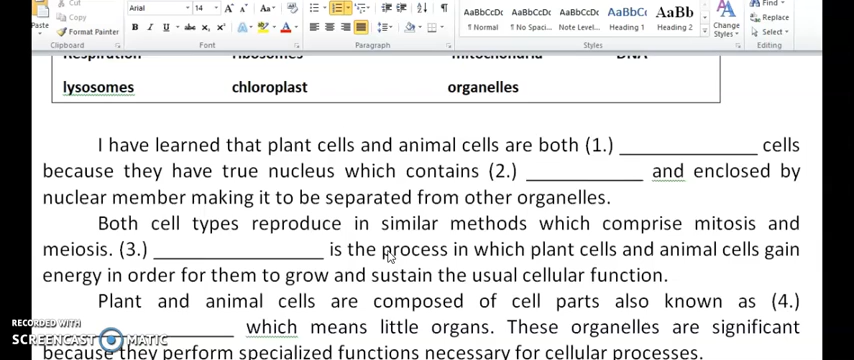 Cut
Copy
Paste
Format Painter
Clipboard
Arial
14
Font
Paragraph
AaBbCcDc AaBbCcDc AaBbCcDc AaBbC AaBb
¶ Normal ¶ No Spaci... Note Level... Heading 1 Heading 2
Change
Styles
Styles
Find
Replace
Select
Editing
Respiration ribosomes mitochondria DNA
lysosomes chloroplast organelles
I have learned that plant cells and animal cells are both (1.) ______________ cells
because they have true nucleus which contains (2.) ____________ and enclosed by
nuclear member making it to be separated from other organelles.
Both cell types reproduce in similar methods which comprise mitosis and
meiosis. (3.) __________________ is the process in which plant cells and animal cells gain
energy in order for them to grow and sustain the usual cellular function.
Plant and animal cells are composed of cell parts also known as (4.)
______________ which means little organs. These organelles are significant
because they perform specialized functions necessary for cellular processes.
RECORDED WITH
SCREENCAST MATIC